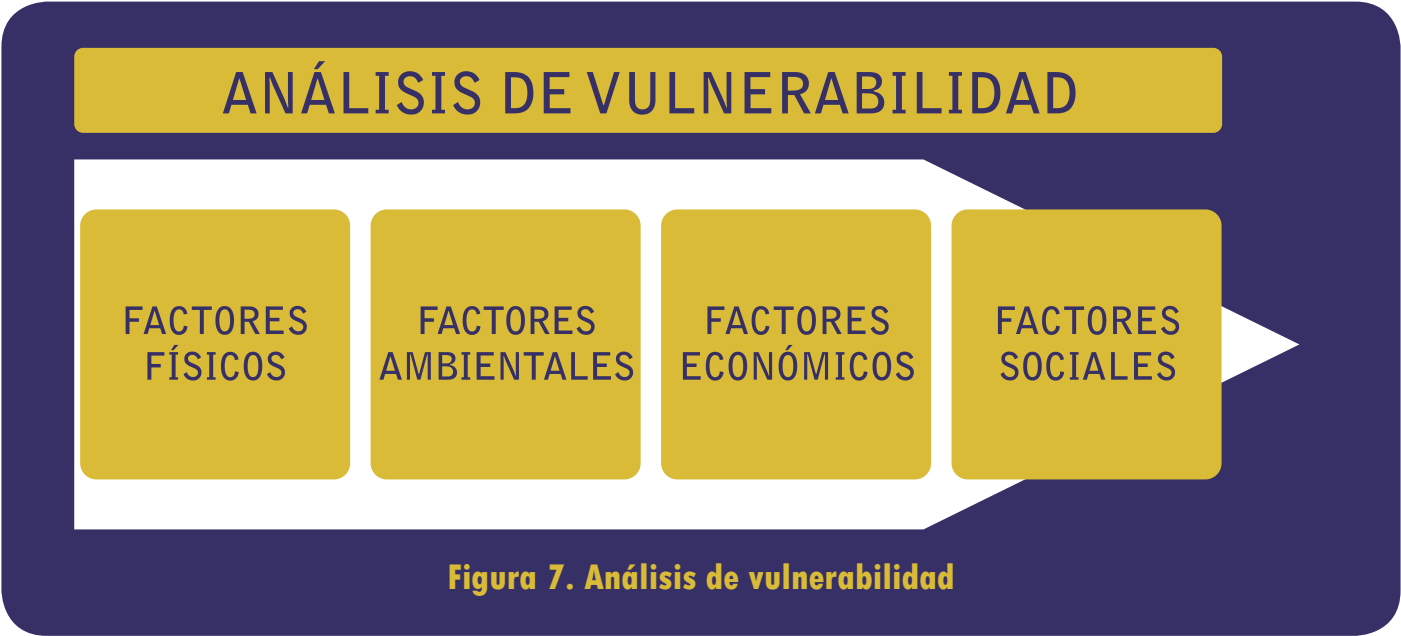 ANÁLISIS DE VULNERABILIDAD
FACTORES
FÍSICOS
FACTORES
AMBIENTALES
FACTORES
ECONÓMICOS
FACTORES
SOCIALES
Figura 7. Análisis de vulnerabilidad